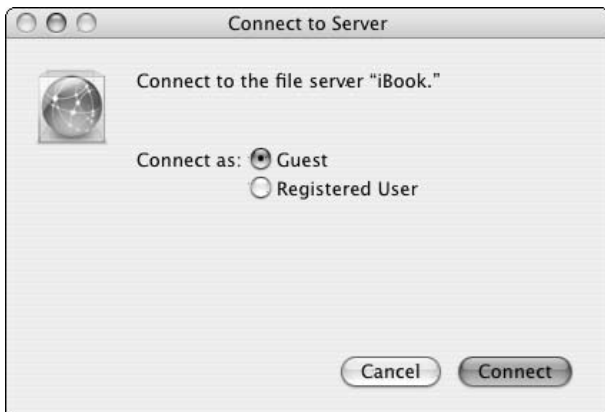 Connect to Server
Connect to the file server “iBook.”
Connect as: Guest
Registered User
Cancel Connect